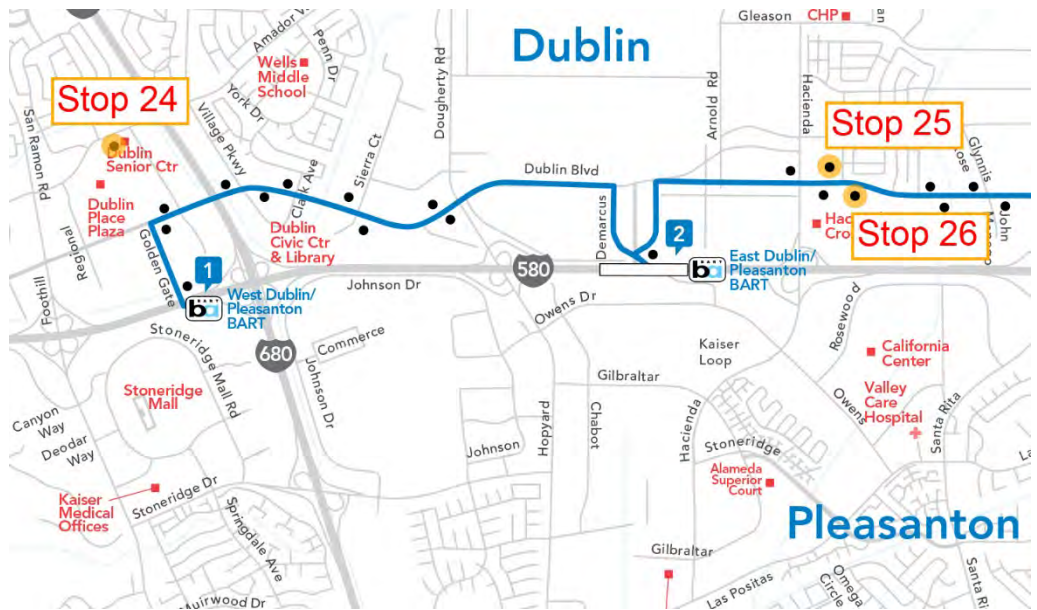 Gleason
CHP
Dublin
Amador V
Penn Dr
Wells
Middle
School
York Dr
Village Pkwy
Dougherty Rd
Arnold Rd
Hacienda
Stop 24
Stop 25
San Ramon Rd
Dublin
Senior Ctr
Clark Ave
Sierra Ct
Dublin Blvd
Glynnis
Rose
Dublin
Place
Plaza
Regional
Golden Gate
Dublin
Civic Ctr
& Library
Demarcus
Hac
Cro
Stop 26
John
Foothill
1
2
West Dublin/
Pleasanton
BART
Johnson Dr
580
East Dublin/
Pleasanton
BART
Owens Dr
Rosewood
Stoneridge Mall Rd
680
Commerce
Johnson Dr
Kaiser
Loop
California
Center
Gilbraltar
Stoneridge
Mall
Valley
Care
Hospital
Owens
Santa Rita
Canyon
Way
Deodar
Way
Hopyard
Chabot
Hacienda
Johnson
Stoneridge
Kaiser
Medical
Offices
Stoneridge Dr
Springdale Ave
Alameda
Superior
Court
Pleasanton
Gilbraltar
Las Positas
Omega
Circle
Santa Ri
Muirwood Dr